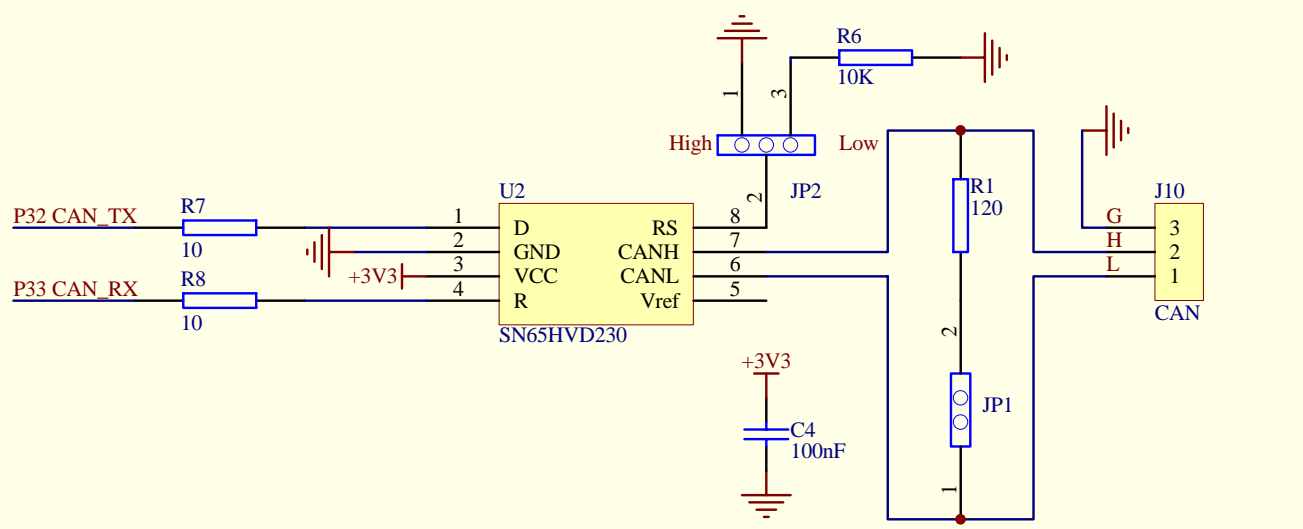 R6
10K
1
3
High
Low
JP2
2
U2
R1
120
J10
P32 CAN_TX
R7
10
1
D
RS
8
G
3
2
GND
CANH
7
H
2
+3V3
3
VCC
CANL
6
L
1
P33 CAN_RX
R8
10
4
R
Vref
5
CAN
SN65HVD230
2
+3V3
JP1
C4
100nF
1